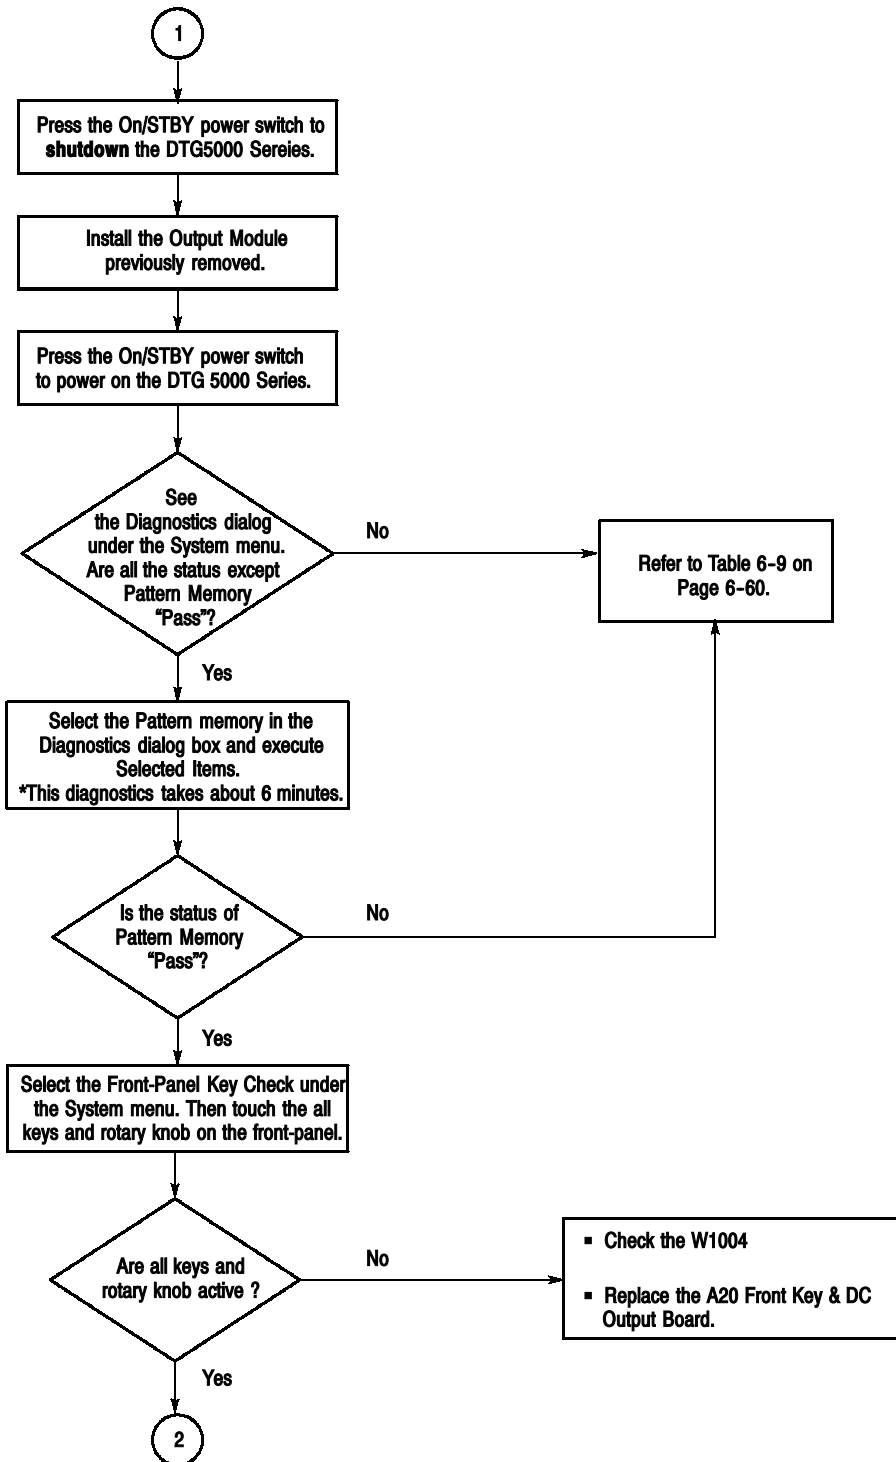 1
Press the On/STBY power switch to
shutdown the DTG5000 Sereies.
Install the Output Module
previously removed.
Press the On/STBY power switch
to power on the DTG 5000 Series.
See
the Diagnostics dialog
under the System menu.
Are all the status except
Pattern Memory
“Pass”?
No
Refer to Table 6-9 on
Page 6-60.
Yes
Select the Pattern memory in the
Diagnostics dialog box and execute
Selected Items.
*This diagnostics takes about 6 minutes.
Is the status of
Pattern Memory
“Pass”?
No
Yes
Select the Front-Panel Key Check under
the System menu. Then touch the all
keys and rotary knob on the front-panel.
Are all keys and
rotary knob active ?
No
▪ Check the W1004
▪ Replace the A20 Front Key & DC
Output Board.
Yes
2